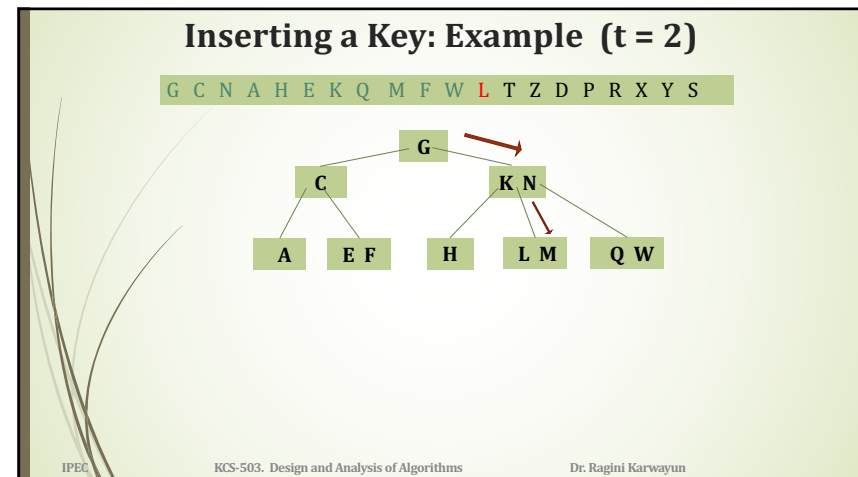 Inserting a Key: Example (t = 2)
G C N A H E K Q M F W L T Z D P R X Y S
G
C K N
A E F H L M Q W
IPEC KCS-503. Design and Analysis of Algorithms Dr. Ragini Karwayun